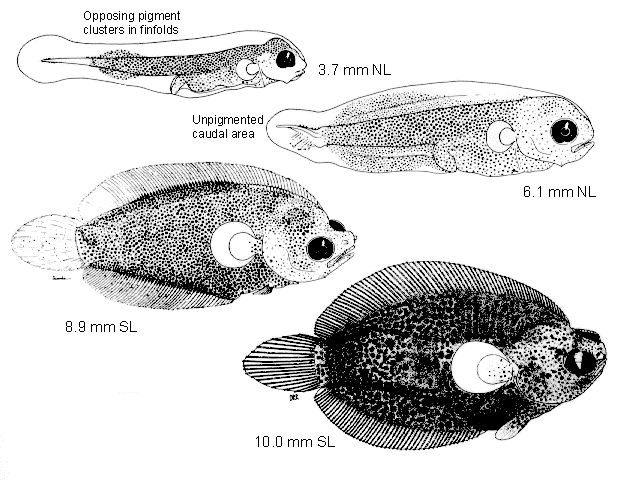 Opposing pigment
clusters in finfolds
3.7 mm NL
Unpigmented
caudal area
6.1 mm NL
8.9 mm SL
10.0 mm SL